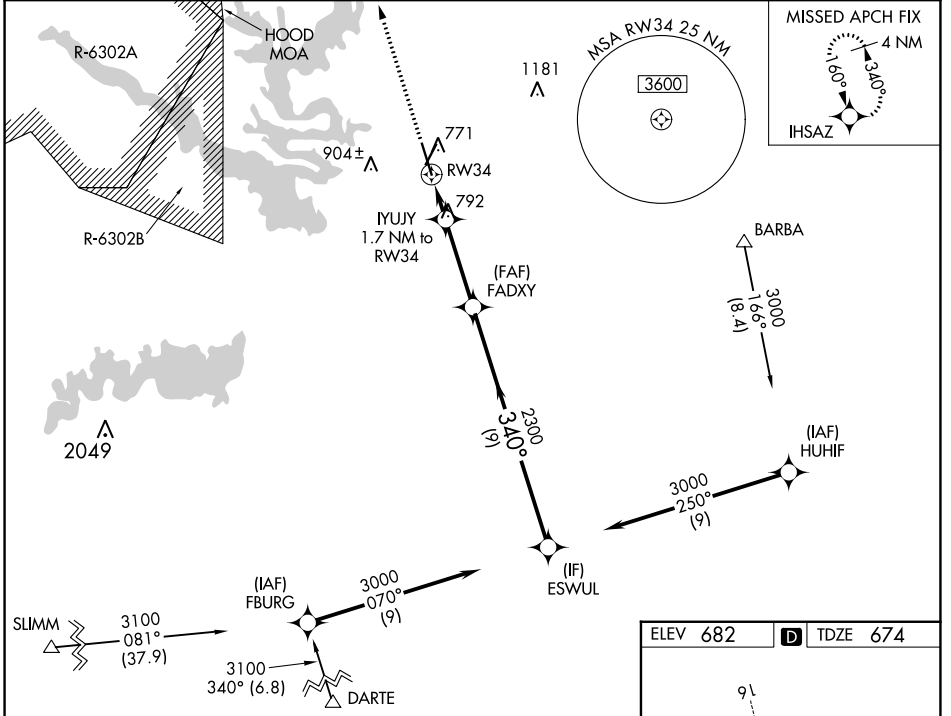 R-6302A
HOOD
MOA
R-6302B
904±
771
RW34
792
IYUJY
1.7 NM to
RW34
(FAF)
FADXY
1181
MSA RW34 25 NM
3600
MISSED APCH FIX
4 NM
160°
340°
IHSAZ
BARBA
3000
166°
(8.4)
2049
2300
340°
(9)
(IAF)
HUHIF
3000
250°
(9)
(IF)
ESWUL
(IAF)
FBURG
3000
070°
(9)
SLIMM
3100
081°
(37.9)
3100
340° (6.8)
DARTE
ELEV 682
D
TDZE 674
16